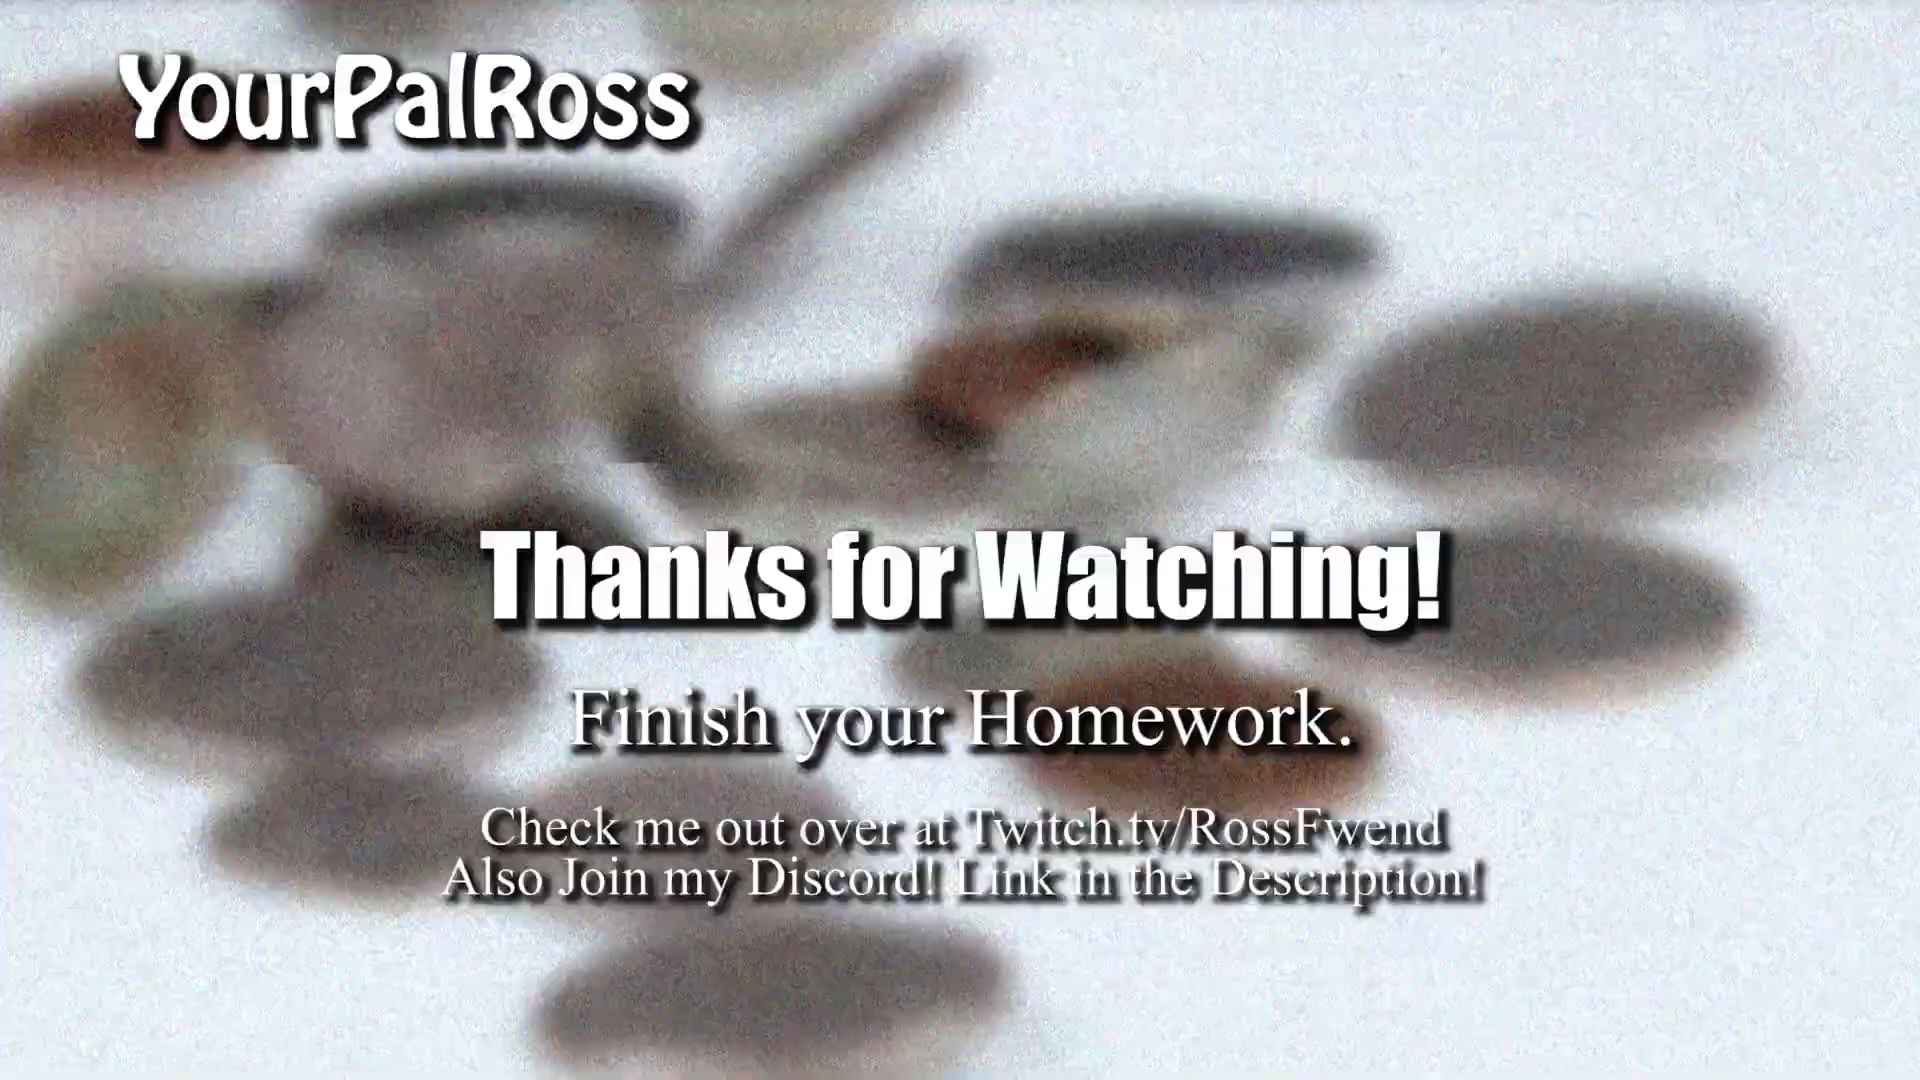 YourPalRoss
Thanks for Watching!
Finish your Homework.
Check me out over at Twitch.tv/RossFwend
Also Join my Discord! Link in the Description!